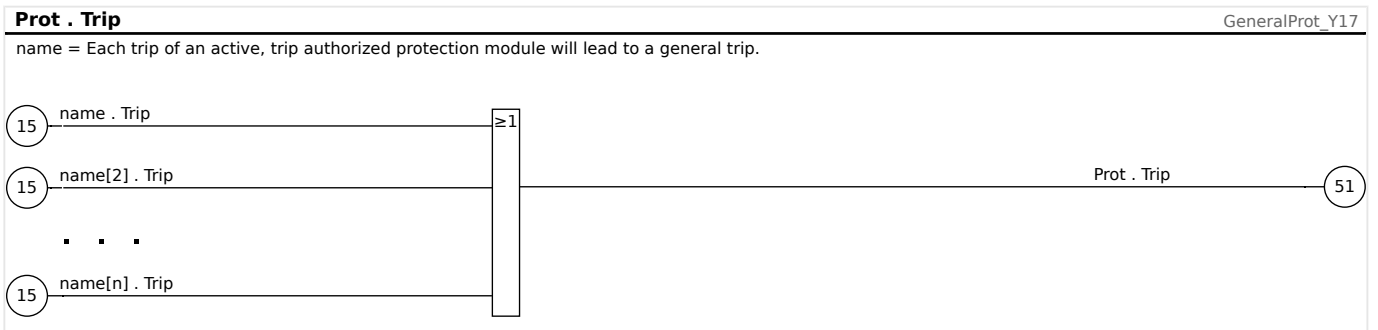 Prot . Trip
GeneralProt_Y17
name = Each trip of an active, trip authorized protection module will lead to a general trip.
15 name . Trip
≥1
15 name[2] . Trip
Prot . Trip 51
. . .
15 name[n] . Trip